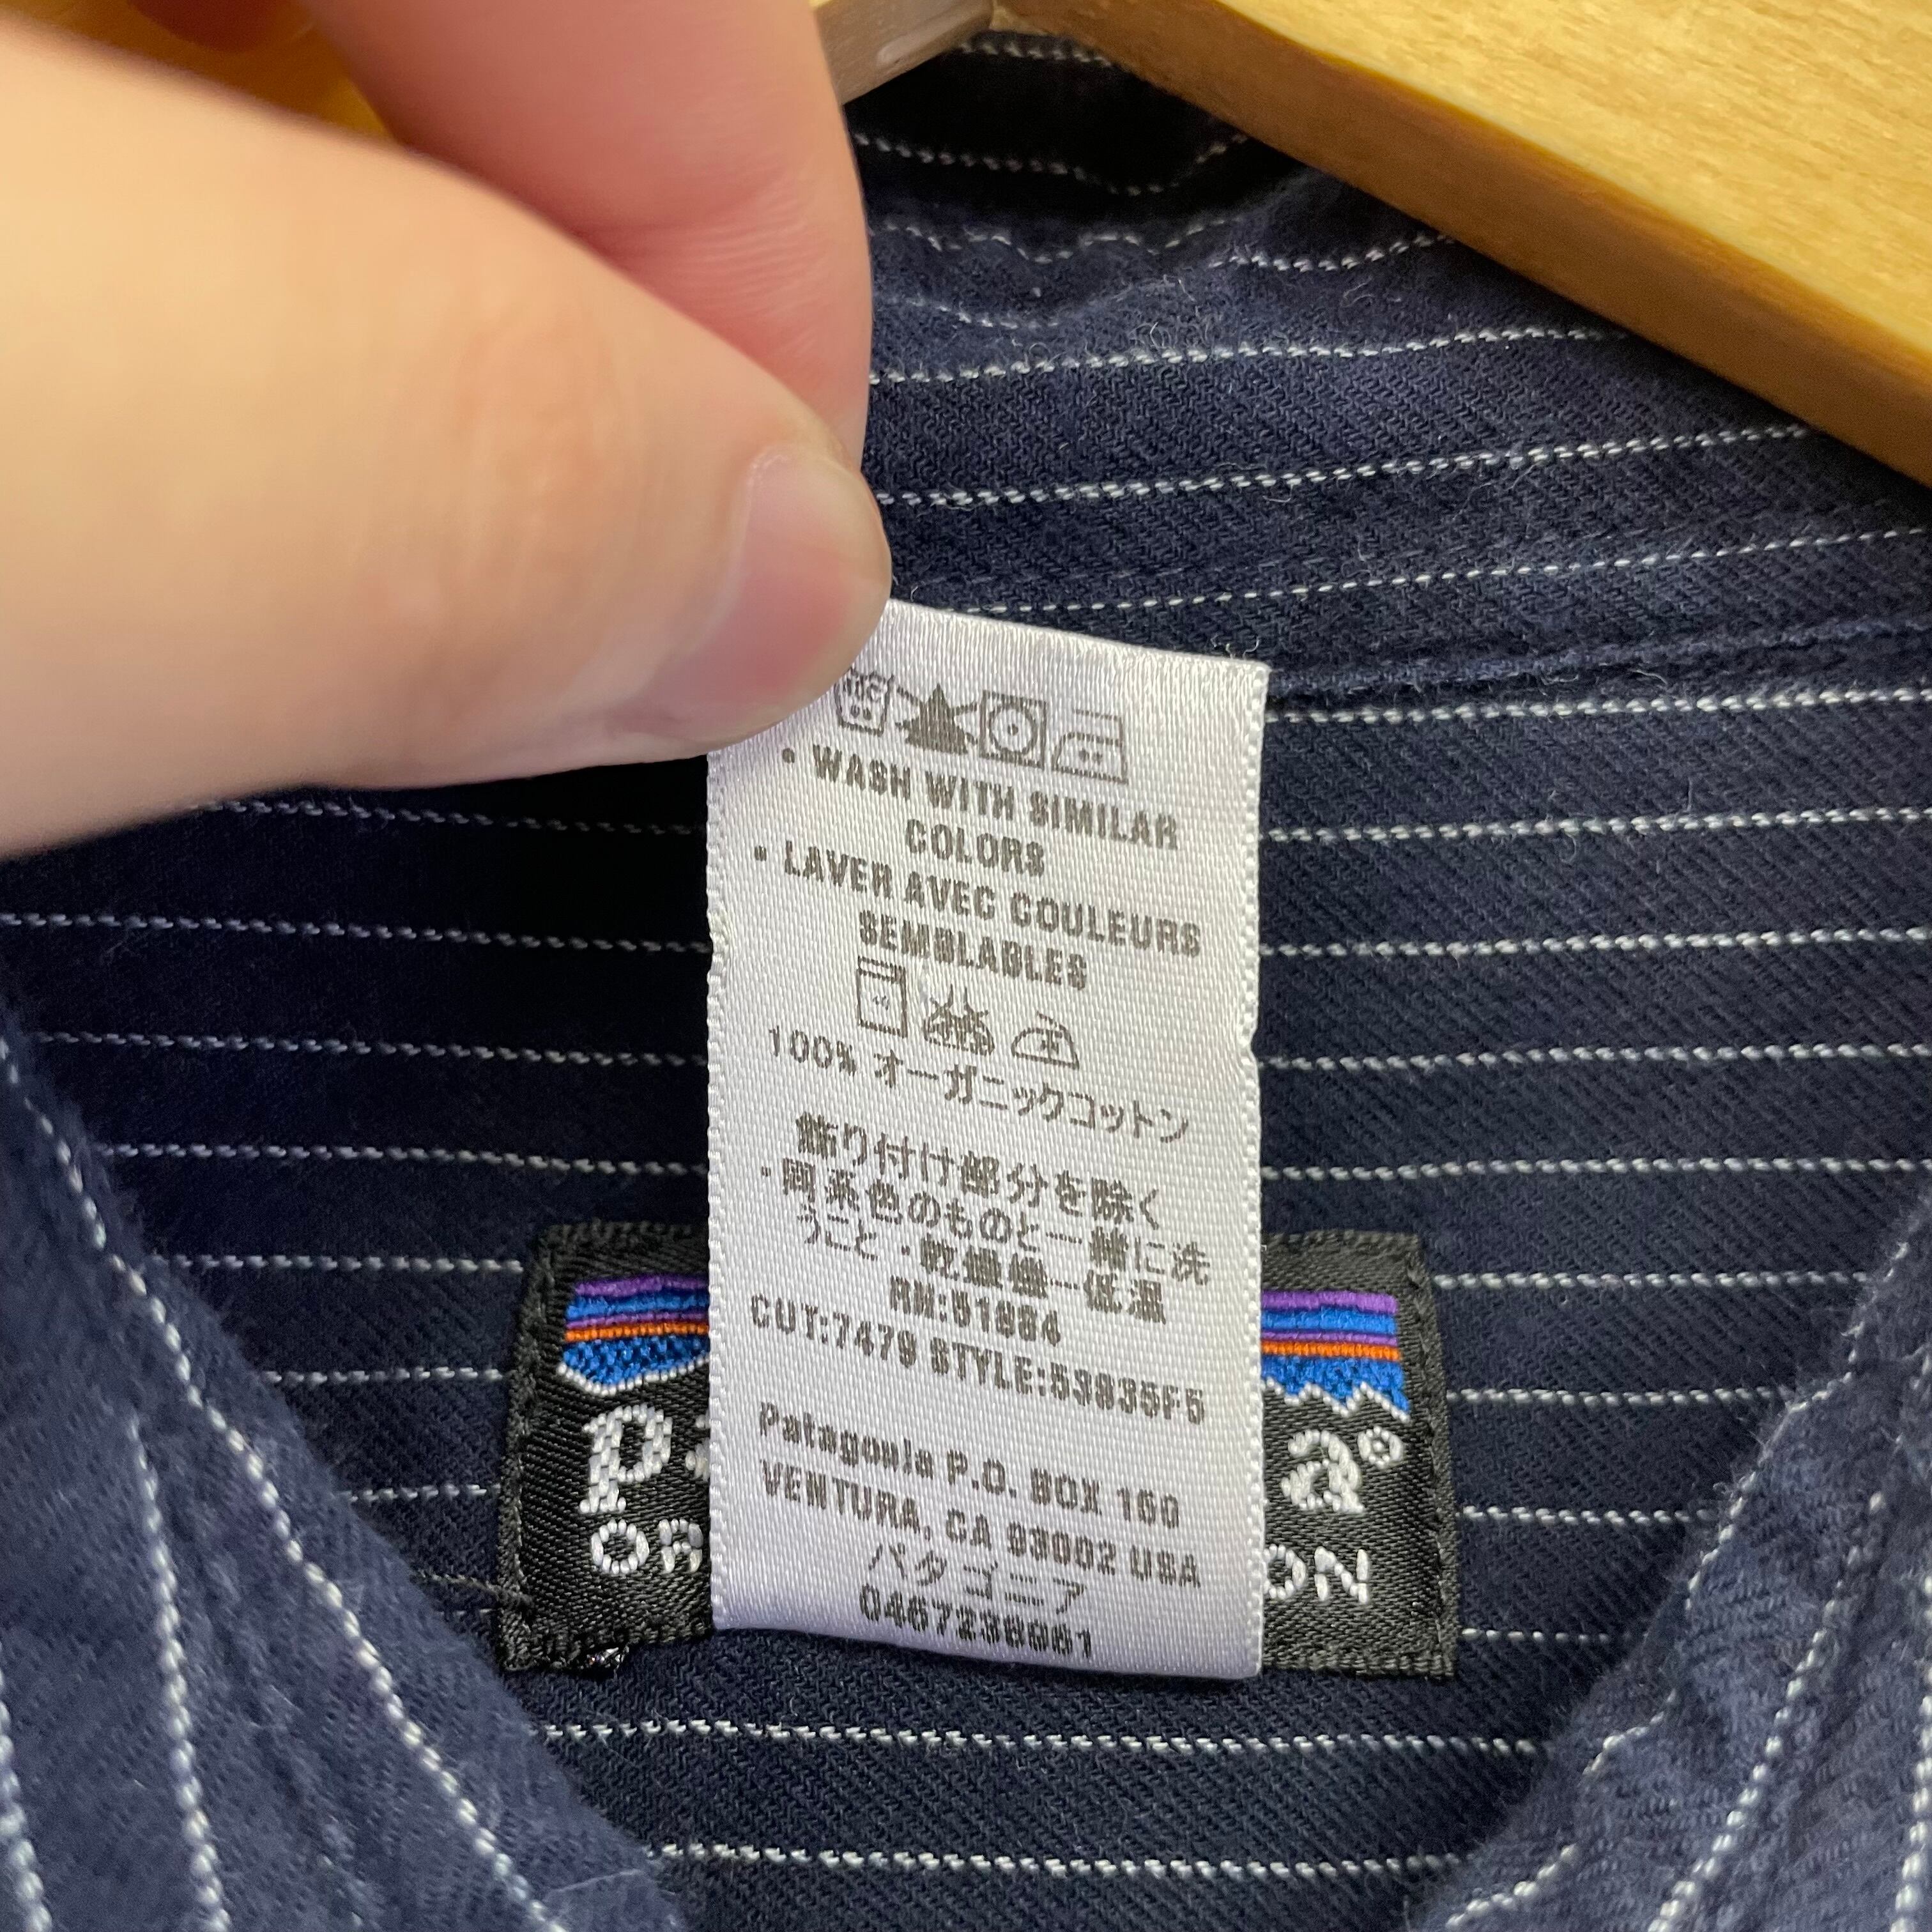 • WASH WITH SIMILAR
COLORS
• LAVER AVEC COULEURS
SEMBLABLES
100% オーガニックコットン
飾り付け部分を除く
・同系色のものと一緒に洗
うこと・乾燥機—低温
RN:51884
CUT:7479 STYLE:53835F5
Patagonia P.O. BOX 150
VENTURA, CA 93002 USA
パタゴニア